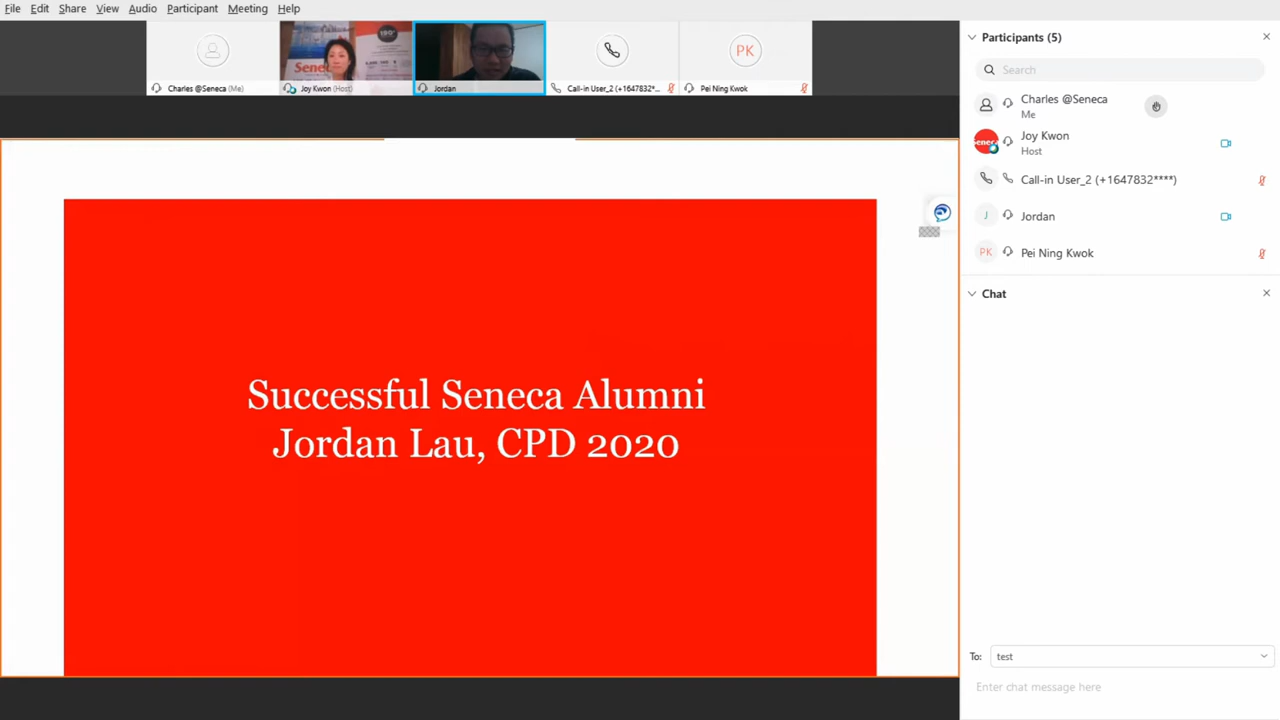 File Edit Share View Audio Participant Meeting Help
Charles @Seneca (Me)
Joy Kwon (Host)
Jordan
Call-in User_2 (+1647832*...
PK
Pei Ning Kwok
Seneca
Successful Seneca Alumni
Jordan Lau, CPD 2020
Participants (5)
Search
Charles @Seneca
Me
Seneca
Joy Kwon
Host
Call-in User_2 (+1647832****)
J
Jordan
PK
Pei Ning Kwok
Chat
To:
test
Enter chat message here